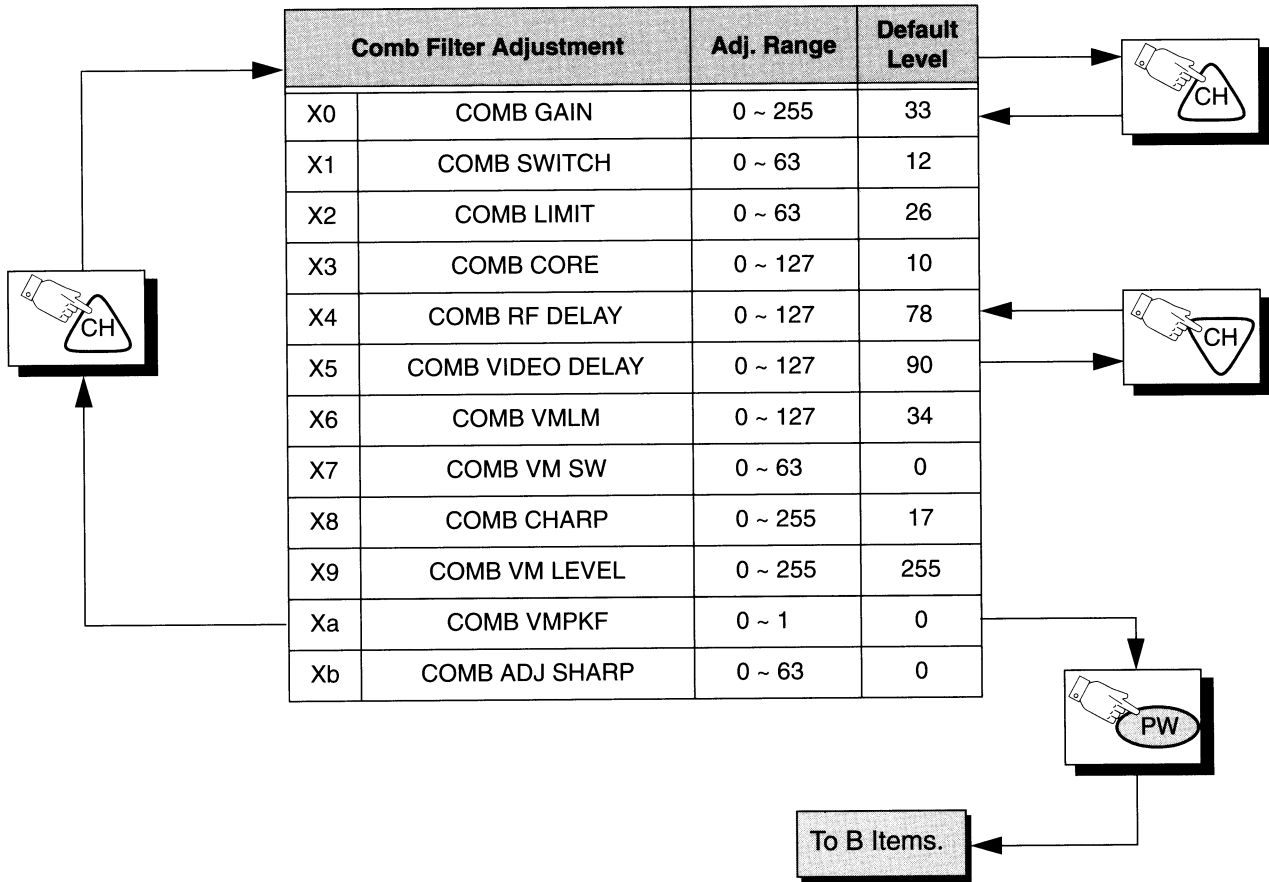 Comb Filter Adjustment Adj. Range Default Level
X0 COMB GAIN 0 ~ 255 33
X1 COMB SWITCH 0 ~ 63 12
X2 COMB LIMIT 0 ~ 63 26
X3 COMB CORE 0 ~ 127 10
X4 COMB RF DELAY 0 ~ 127 78
X5 COMB VIDEO DELAY 0 ~ 127 90
X6 COMB VMLM 0 ~ 127 34
X7 COMB VM SW 0 ~ 63 0
X8 COMB CHARP 0 ~ 255 17
X9 COMB VM LEVEL 0 ~ 255 255
Xa COMB VMPKF 0 ~ 1 0
Xb COMB ADJ SHARP 0 ~ 63 0
CH
CH
CH
PW
To B Items.